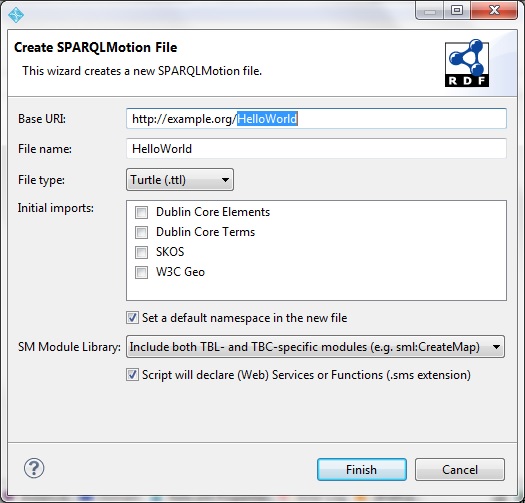 Create SPARQLMotion File
This wizard creates a new SPARQLMotion file.
RDF
Base URI: http://example.org/HelloWorld
File name: HelloWorld
File type: Turtle (.ttl)
Initial imports: Dublin Core Elements
Dublin Core Terms
SKOS
W3C Geo
Set a default namespace in the new file
SM Module Library: Include both TBL- and TBC-specific modules (e.g. sml:CreateMap)
Script will declare (Web) Services or Functions (.sms extension)
? Finish Cancel